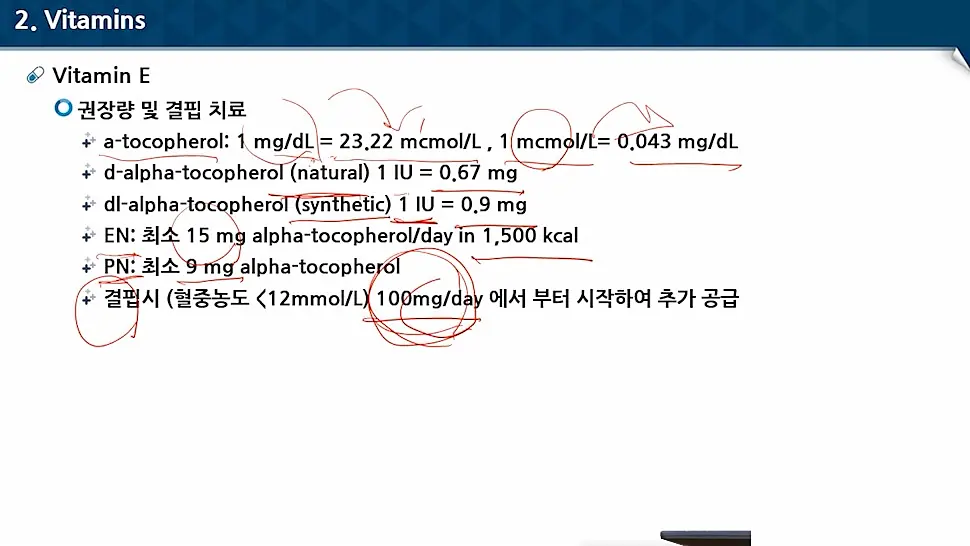 2. Vitamins
Vitamin E
권장량 및 결핍 치료
a-tocopherol: 1 mg/dL = 23.22 mcmol/L , 1 mcmol/L= 0.043 mg/dL
d-alpha-tocopherol (natural) 1 IU = 0.67 mg
dl-alpha-tocopherol (synthetic) 1 IU = 0.9 mg
EN: 최소 15 mg alpha-tocopherol/day in 1,500 kcal
PN: 최소 9 mg alpha-tocopherol
결핍시 (혈중농도 <12mmol/L) 100mg/day 에서 부터 시작하여 추가 공급